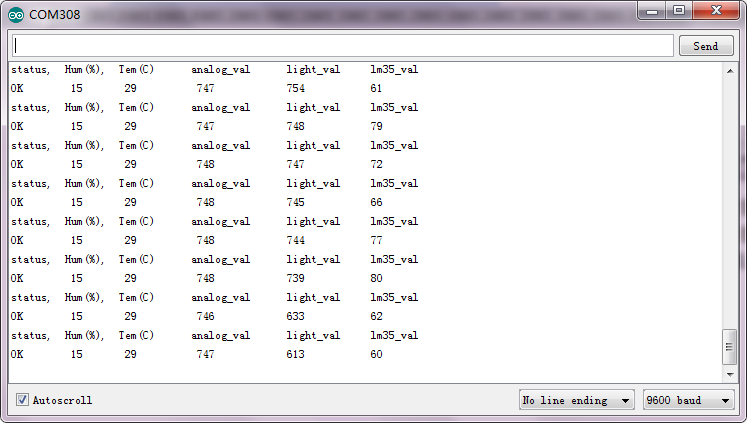 COM308
Send
status, Hum(%), Tem(C) analog_val light_val lm35_val
OK 15 29 747 754 61
status, Hum(%), Tem(C) analog_val light_val lm35_val
OK 15 29 747 748 79
status, Hum(%), Tem(C) analog_val light_val lm35_val
OK 15 29 748 747 72
status, Hum(%), Tem(C) analog_val light_val lm35_val
OK 15 29 748 745 66
status, Hum(%), Tem(C) analog_val light_val lm35_val
OK 15 29 748 744 77
status, Hum(%), Tem(C) analog_val light_val lm35_val
OK 15 29 748 739 80
status, Hum(%), Tem(C) analog_val light_val lm35_val
OK 15 29 746 633 62
status, Hum(%), Tem(C) analog_val light_val lm35_val
OK 15 29 747 613 60
Autoscroll No line ending 9600 baud